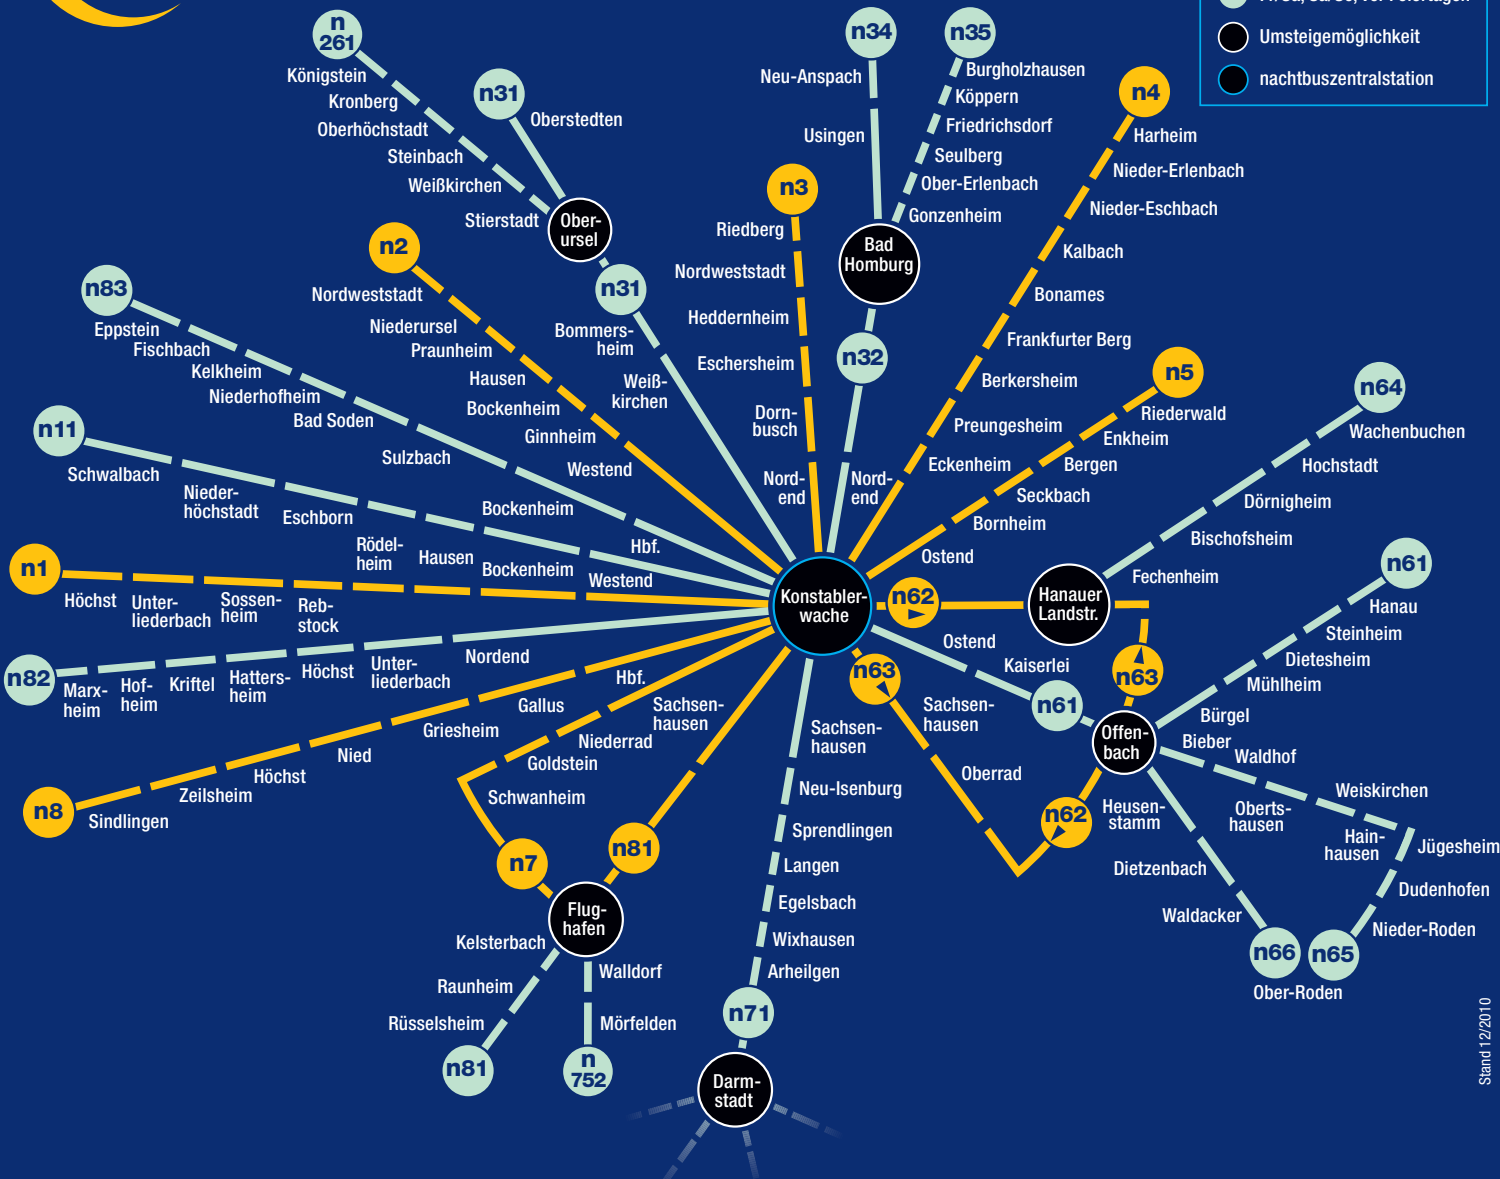 Umsteigemöglichkeit
nachtbuszentralstation
n
261
Königstein
Kronberg
Oberhöchstadt
Steinbach
Weißkirchen
Stierstadt
n31
Oberstedten
Ober-
ursel
n31
Bommers-
heim
Weiß-
kirchen
n34
Neu-Anspach
Usingen
n35
Burgholzhausen
Köppern
Friedrichsdorf
Seulberg
Ober-Erlenbach
Gonzenheim
Bad
Homburg
n32
Nord-
end
n3
Riedberg
Nordweststadt
Heddernheim
Eschersheim
Dorn-
busch
Nord-
end
n4
Harheim
Nieder-Erlenbach
Nieder-Eschbach
Kalbach
Bonames
Frankfurter Berg
Berkersheim
Preungesheim
Eckenheim
n5
Riederwald
Enkheim
Bergen
Seckbach
Bornheim
Ostend
n2
Nordweststadt
Niederursel
Praunheim
Hausen
Bockenheim
Ginnheim
Westend
n83
Eppstein
Fischbach
Kelkheim
Niederhofheim
Bad Soden
Sulzbach
Bockenheim
Hbf.
n11
Schwalbach
Nieder-
höchstadt
Eschborn
Rödel-
heim
Hausen
Bockenheim
Westend
n1
Höchst
Unter-
liederbach
Sossen-
heim
Reb-
stock
Konstabler-
wache
n62
Hanauer
Landstr.
n64
Wachenbuchen
Hochstadt
Dörnigheim
Bischofsheim
Fechenheim
n61
Hanau
Steinheim
Dietesheim
Mühlheim
Bürgel
Ostend
Kaiserlei
n61
n63
Offen-
bach
n63
Sachsen-
hausen
Oberrad
n62
Bieber
Waldhof
Weiskirchen
Oberts-
hausen
Hain-
hausen
Jügesheim
Dudenhofen
Nieder-Roden
n65
Heusen-
stamm
Dietzenbach
Waldacker
n66
Ober-Roden
n82
Marx-
heim
Hof-
heim
Kriftel
Hatters-
heim
Höchst
Unter-
liederbach
Nordend
n8
Sindlingen
Zeilsheim
Höchst
Nied
Griesheim
Gallus
Hbf.
Sachsen-
hausen
Niederrad
Goldstein
Schwanheim
n7
n81
Flug-
hafen
Kelsterbach
Raunheim
Rüsselsheim
n81
Walldorf
Mörfelden
n
752
Sachsen-
hausen
Neu-Isenburg
Sprendlingen
Langen
Egelsbach
Wixhausen
Arheilgen
n71
Darm-
stadt
Stand 12/2010